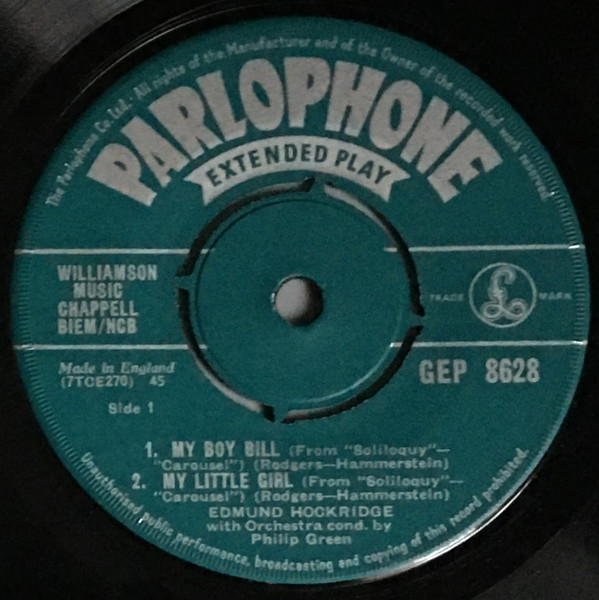 The Parlophone Co Ltd. All rights of the Manufacturer and of the Owner of the recorded work reserved
PARLOPHONE
EXTENDED PLAY
WILLIAMSON
MUSIC
CHAPPELL
BIEM/NCB
TRADE £ MARK
Made in England
(7TCE270) 45
GEP 8628
Side 1
1. MY BOY BILL (From "Soliloquy"—
"Carousel") (Rodgers—Hammerstein)
2. MY LITTLE GIRL (From "Soliloquy"—
"Carousel") (Rodgers—Hammerstein)
EDMUND HOCKRIDGE
with Orchestra cond. by
Philip Green
Unauthorised public performance, broadcasting and copying of this record prohibited.